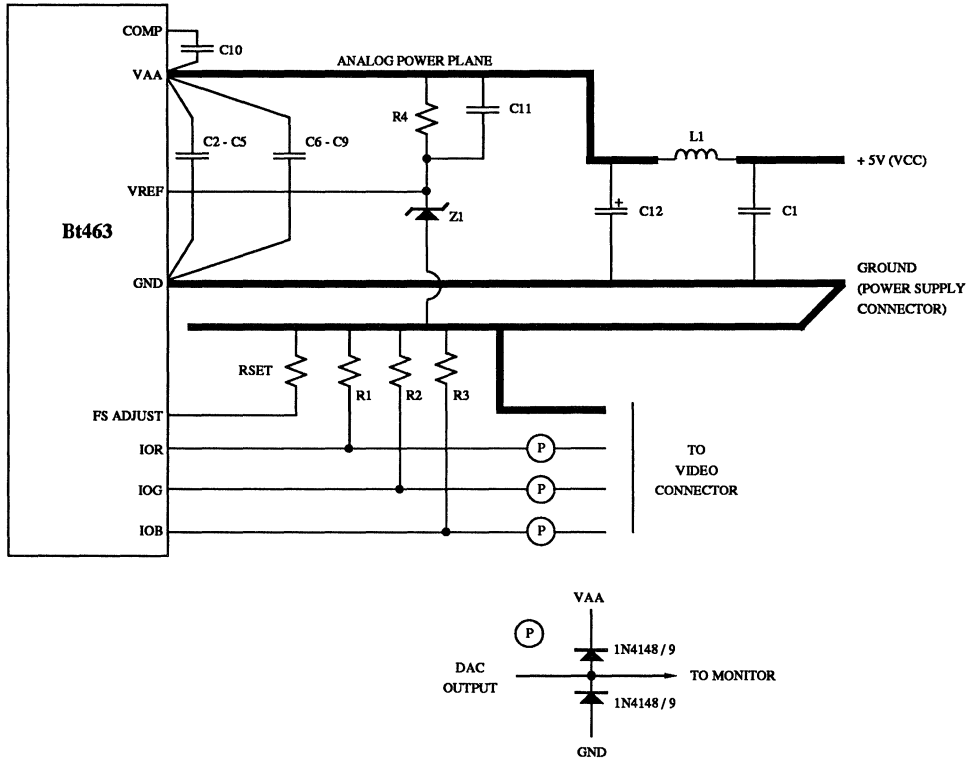 COMP
C10
VAA
ANALOG POWER PLANE
R4
C11
C2 - C5
C6 - C9
L1
+ 5V (VCC)
VREF
Z1
+
C12
C1
Bt463
GND
GROUND
(POWER SUPPLY
CONNECTOR)
RSET
R1
R2
R3
FS ADJUST
IOR
P
IOG
P
IOB
P
TO
VIDEO
CONNECTOR
VAA
P
1N4148 / 9
DAC
OUTPUT
TO MONITOR
1N4148 / 9
GND